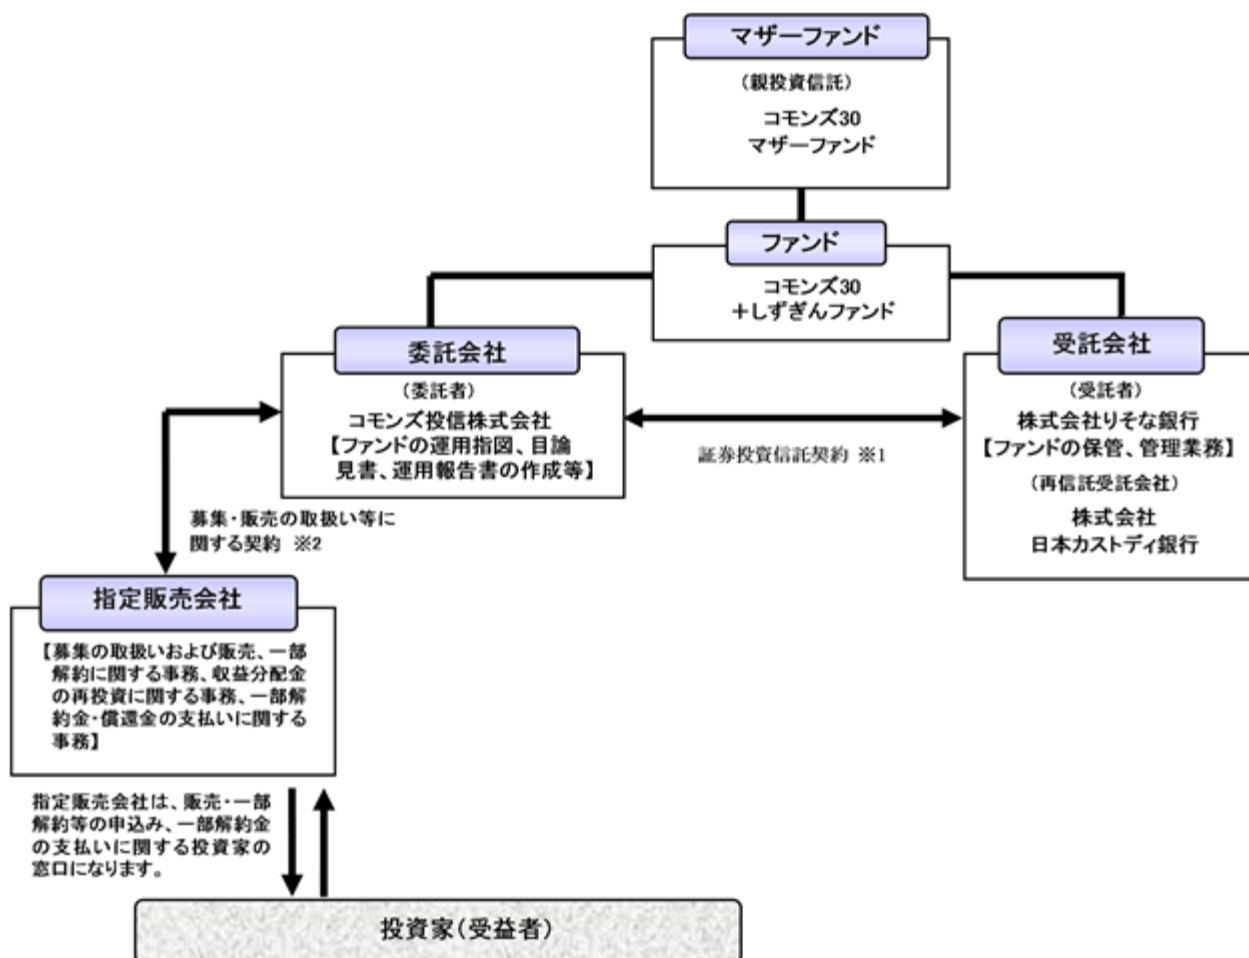 マザーファンド
(親投資信託)
コモンズ30
マザーファンド
ファンド
コモンズ30
+しずぎんファンド
委託会社
(委託者)
コモンズ投信株式会社
【ファンドの運用指図、目論
見書、運用報告書の作成等】
証券投資信託契約 ※1
受託会社
(受託者)
株式会社りそな銀行
【ファンドの保管、管理業務】
(再信託受託会社)
株式会社
日本カストディ銀行
募集・販売の取扱い等に
関する契約 ※2
指定販売会社
【募集の取扱いおよび販売、一部
解約に関する事務、収益分配金
の再投資に関する事務、一部解
約金・償還金の支払いに関する
事務】
指定販売会社は、販売・一部
解約等の申込み、一部解約金
の支払いに関する投資家の
窓口になります。
投資家(受益者)